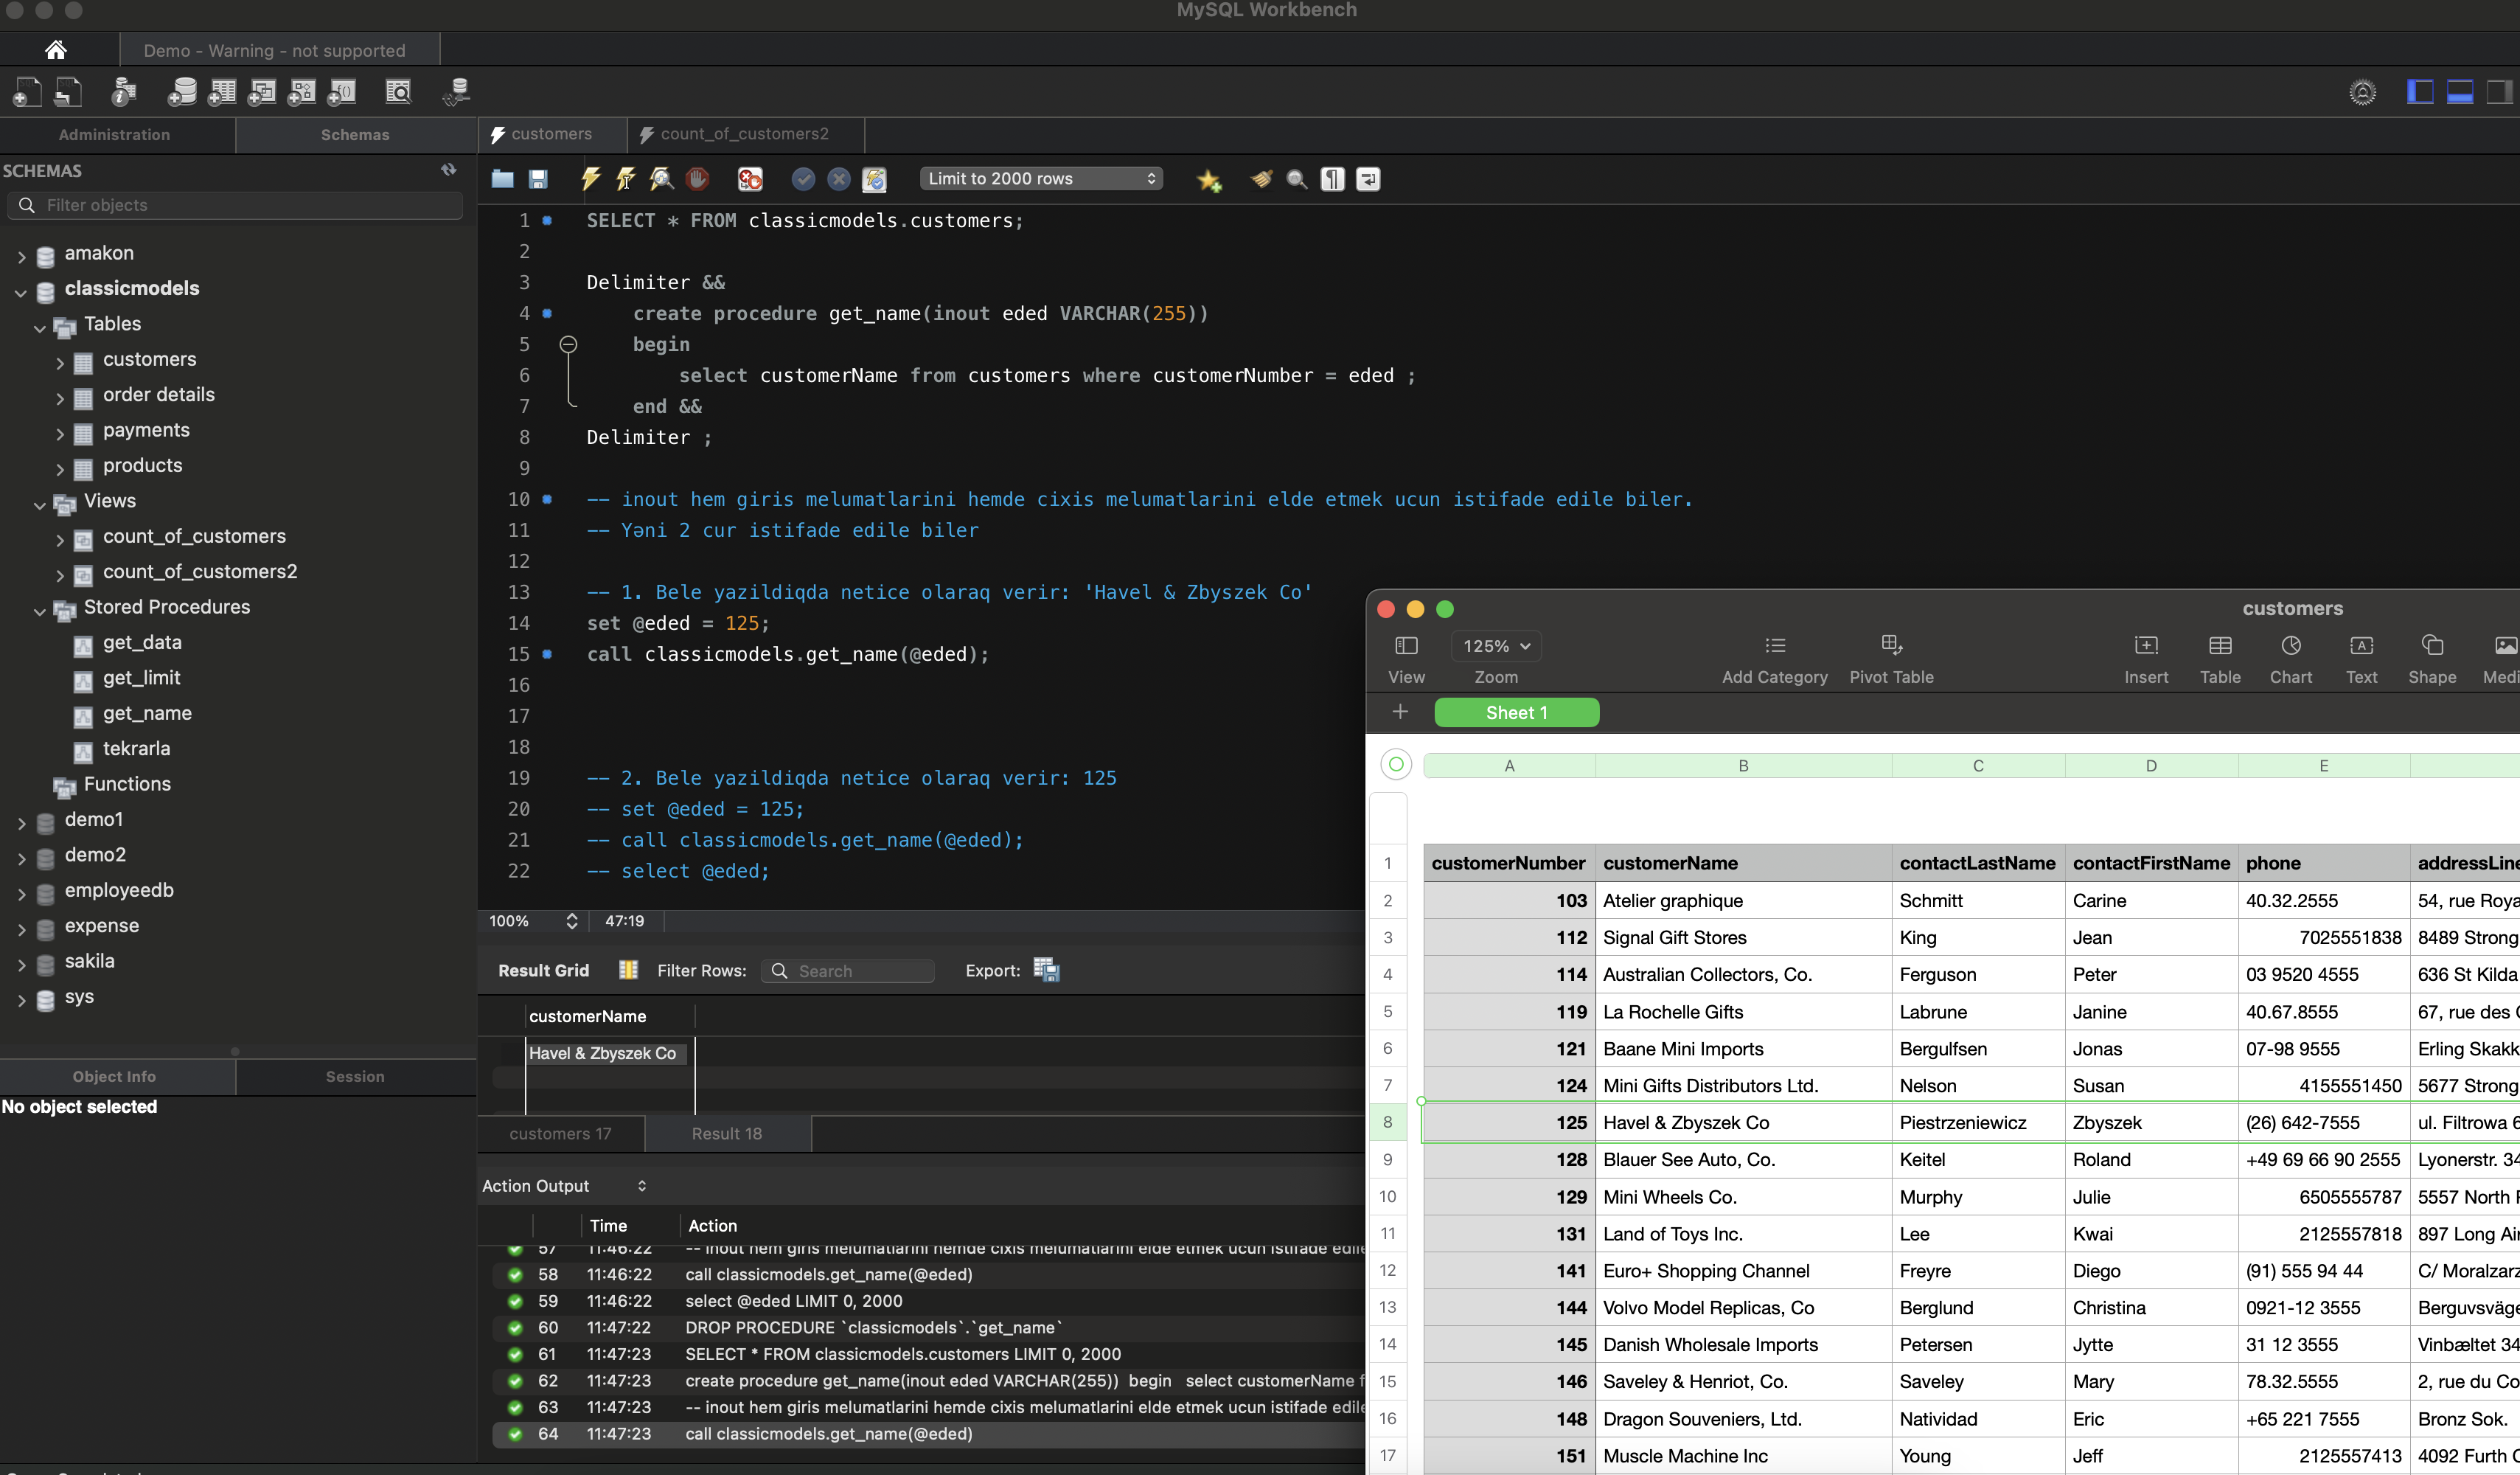 MySQL Workbench
Demo - Warning - not supported
Administration
Schemas
customers
count_of_customers2
SCHEMAS
Filter objects
amakon
classicmodels
Tables
customers
order details
payments
products
Views
count_of_customers
count_of_customers2
Stored Procedures
get_data
get_limit
get_name
tekrarla
Functions
demo1
demo2
employeedb
expense
sakila
sys
Object Info
Session
No object selected
Limit to 2000 rows
1 SELECT * FROM classicmodels.customers;
2
3 Delimiter &&
4 create procedure get_name(inout eded VARCHAR(255))
5 begin
6 select customerName from customers where customerNumber = eded ;
7 end &&
8 Delimiter ;
9
10 -- inout hem giris melumatlarini hemde cixis melumatlarini elde etmek ucun istifade edile biler.
11 -- Yəni 2 cur istifade edile biler
12
13 -- 1. Bele yazildiqda netice olaraq verir: 'Havel & Zbyszek Co'
14 set @eded = 125;
15 call classicmodels.get_name(@eded);
16
17
18
19 -- 2. Bele yazildiqda netice olaraq verir: 125
20 -- set @eded = 125;
21 -- call classicmodels.get_name(@eded);
22 -- select @eded;
100% 47:19
Result Grid Filter Rows: Search Export:
customerName
Havel & Zbyszek Co
customers 17 Result 18
Action Output
Time Action
57 11:46:22 -- inout hem giris melumatlarini hemde cixis melumatlarini elde etmek ucun istifade edile
58 11:46:22 call classicmodels.get_name(@eded)
59 11:46:22 select @eded LIMIT 0, 2000
60 11:47:22 DROP PROCEDURE `classicmodels`.`get_name`
61 11:47:23 SELECT * FROM classicmodels.customers LIMIT 0, 2000
62 11:47:23 create procedure get_name(inout eded VARCHAR(255)) begin select customerName f
63 11:47:23 -- inout hem giris melumatlarini hemde cixis melumatlarini elde etmek ucun istifade edile
64 11:47:23 call classicmodels.get_name(@eded)
customers
125%
View Zoom Add Category Pivot Table Insert Table Chart Text Shape Medi
Sheet 1
A B C D E
1 customerNumber customerName contactLastName contactFirstName phone addressLine
2 103 Atelier graphique Schmitt Carine 40.32.2555 54, rue Roya
3 112 Signal Gift Stores King Jean 7025551838 8489 Strong
4 114 Australian Collectors, Co. Ferguson Peter 03 9520 4555 636 St Kilda
5 119 La Rochelle Gifts Labrune Janine 40.67.8555 67, rue des
6 121 Baane Mini Imports Bergulfsen Jonas 07-98 9555 Erling Skakk
7 124 Mini Gifts Distributors Ltd. Nelson Susan 4155551450 5677 Strong
8 125 Havel & Zbyszek Co Piestrzeniewicz Zbyszek (26) 642-7555 ul. Filtrowa 6
9 128 Blauer See Auto, Co. Keitel Roland +49 69 66 90 2555 Lyonerstr. 34
10 129 Mini Wheels Co. Murphy Julie 6505555787 5557 North
11 131 Land of Toys Inc. Lee Kwai 2125557818 897 Long Air
12 141 Euro+ Shopping Channel Freyre Diego (91) 555 94 44 C/ Moralzarz
13 144 Volvo Model Replicas, Co Berglund Christina 0921-12 3555 Berguvsväge
14 145 Danish Wholesale Imports Petersen Jytte 31 12 3555 Vinbæltet 34
15 146 Saveley & Henriot, Co. Saveley Mary 78.32.5555 2, rue du Co
16 148 Dragon Souveniers, Ltd. Natividad Eric +65 221 7555 Bronz Sok.
17 151 Muscle Machine Inc Young Jeff 2125557413 4092 Furth